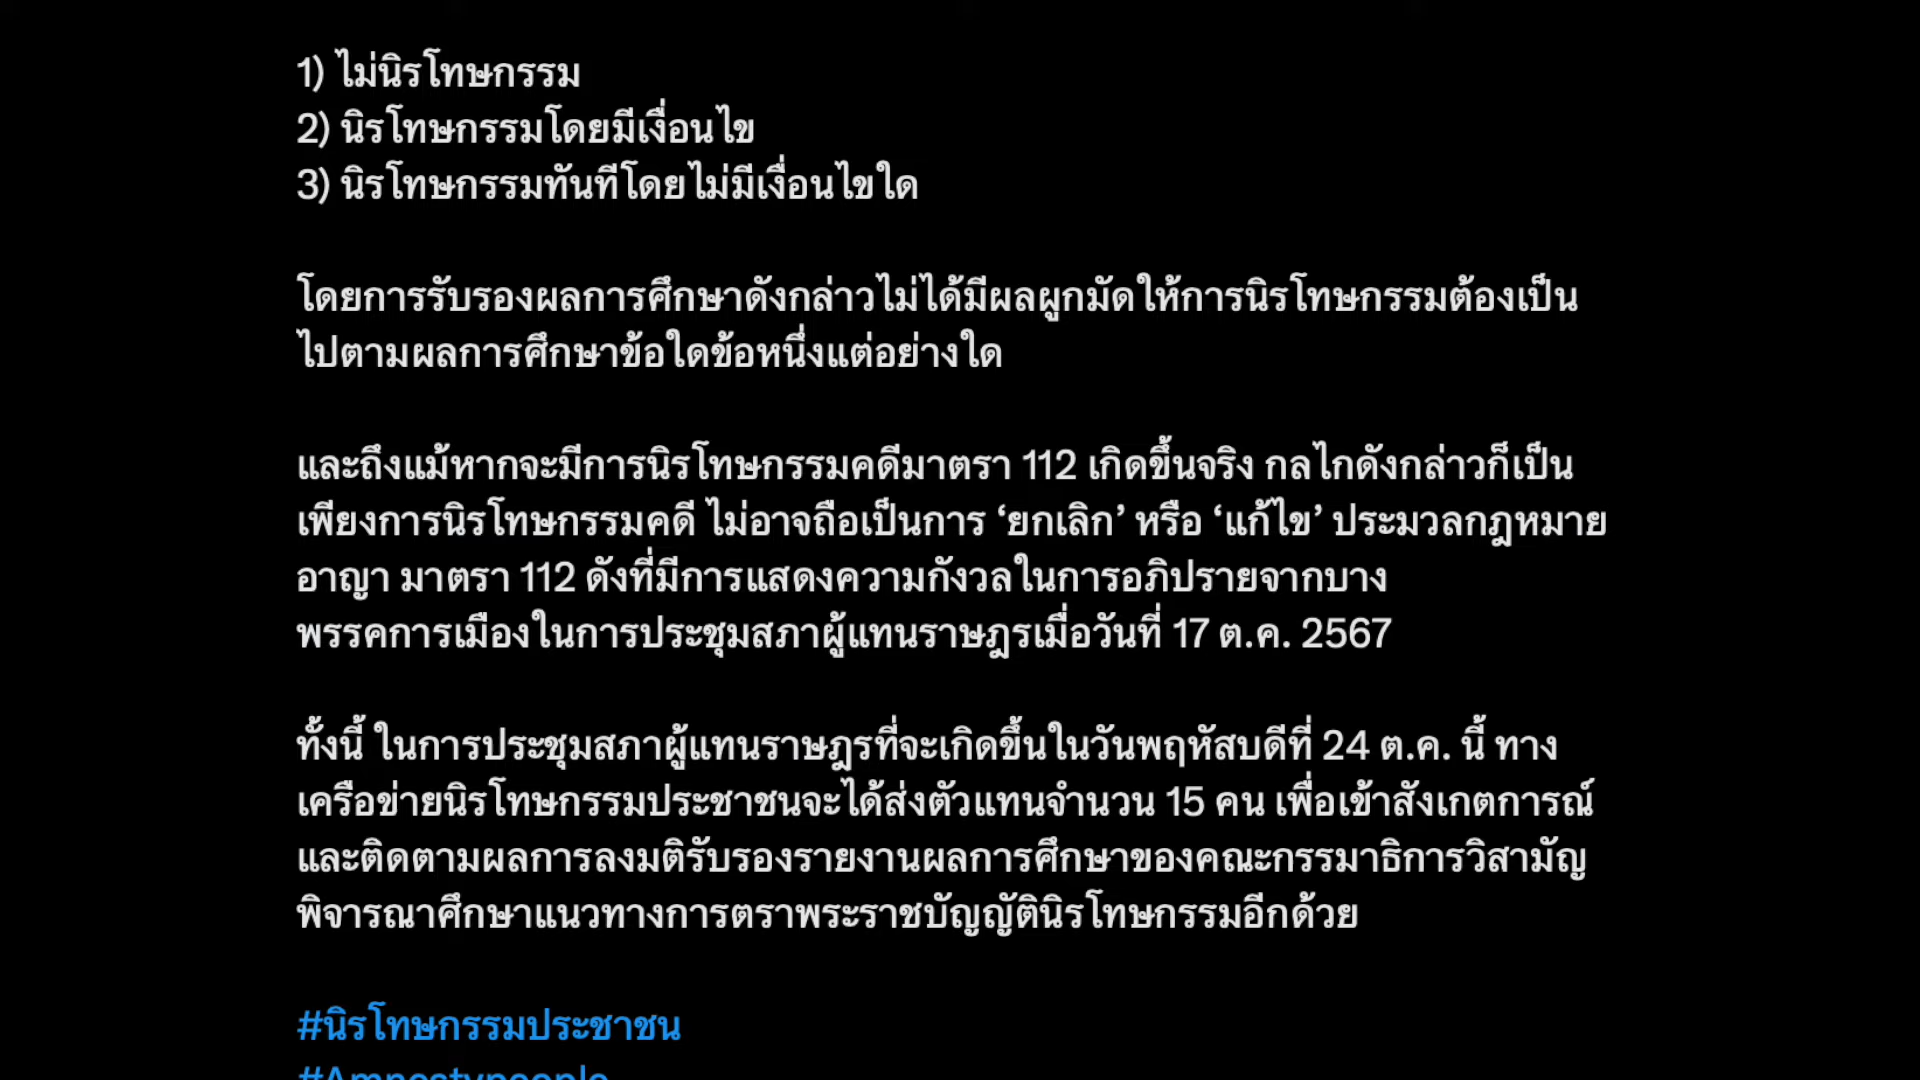 1) ไม่นิรโทษกรรม
2) นิรโทษกรรมโดยมีเงื่อนไข
3) นิรโทษกรรมทันทีโดยไม่มีเงื่อนไขใด
โดยการรับรองผลการศึกษาดังกล่าวไม่ได้มีผลผูกมัดให้การนิรโทษกรรมต้องเป็น
ไปตามผลการศึกษาข้อใดข้อหนึ่งแต่อย่างใด
และถึงแม้หากจะมีการนิรโทษกรรมคดีมาตรา 112 เกิดขึ้นจริง กลไกดังกล่าวก็เป็น
เพียงการนิรโทษกรรมคดี ไม่อาจถือเป็นการ ‘ยกเลิก’ หรือ ‘แก้ไข’ ประมวลกฎหมาย
อาญา มาตรา 112 ดังที่มีการแสดงความกังวลในการอภิปรายจากบาง
พรรคการเมืองในการประชุมสภาผู้แทนราษฎรเมื่อวันที่ 17 ต.ค. 2567
ทั้งนี้ ในการประชุมสภาผู้แทนราษฎรที่จะเกิดขึ้นในวันพฤหัสบดีที่ 24 ต.ค. นี้ ทาง
เครือข่ายนิรโทษกรรมประชาชนจะได้ส่งตัวแทนจำนวน 15 คน เพื่อเข้าสังเกตการณ์
และติดตามผลการลงมติรับรองรายงานผลการศึกษาของคณะกรรมาธิการวิสามัญ
พิจารณาศึกษาแนวทางการตราพระราชบัญญัตินิรโทษกรรมอีกด้วย
#นิรโทษกรรมประชาชน
#Amnestypeople